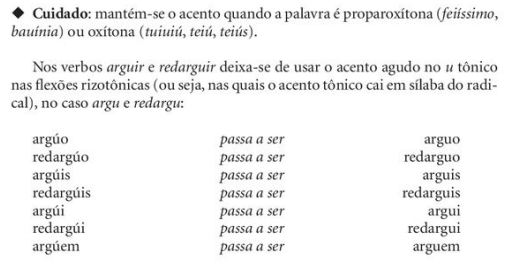 ◆ Cuidado: mantém-se o acento quando a palavra é proparoxítona (feiíssimo,
bauínia) ou oxítona (tuiuiú, teiú, teiús).
Nos verbos arguir e redarguir deixa-se de usar o acento agudo no u tônico
nas flexões rizotônicas (ou seja, nas quais o acento tônico cai em sílaba do radi-
cal), no caso argu e redargu:
argúo passa a ser arguo
redargúo passa a ser redarguo
argúis passa a ser arguis
redargúis passa a ser redarguis
argúi passa a ser argui
redargúi passa a ser redargui
argúem passa a ser arguem